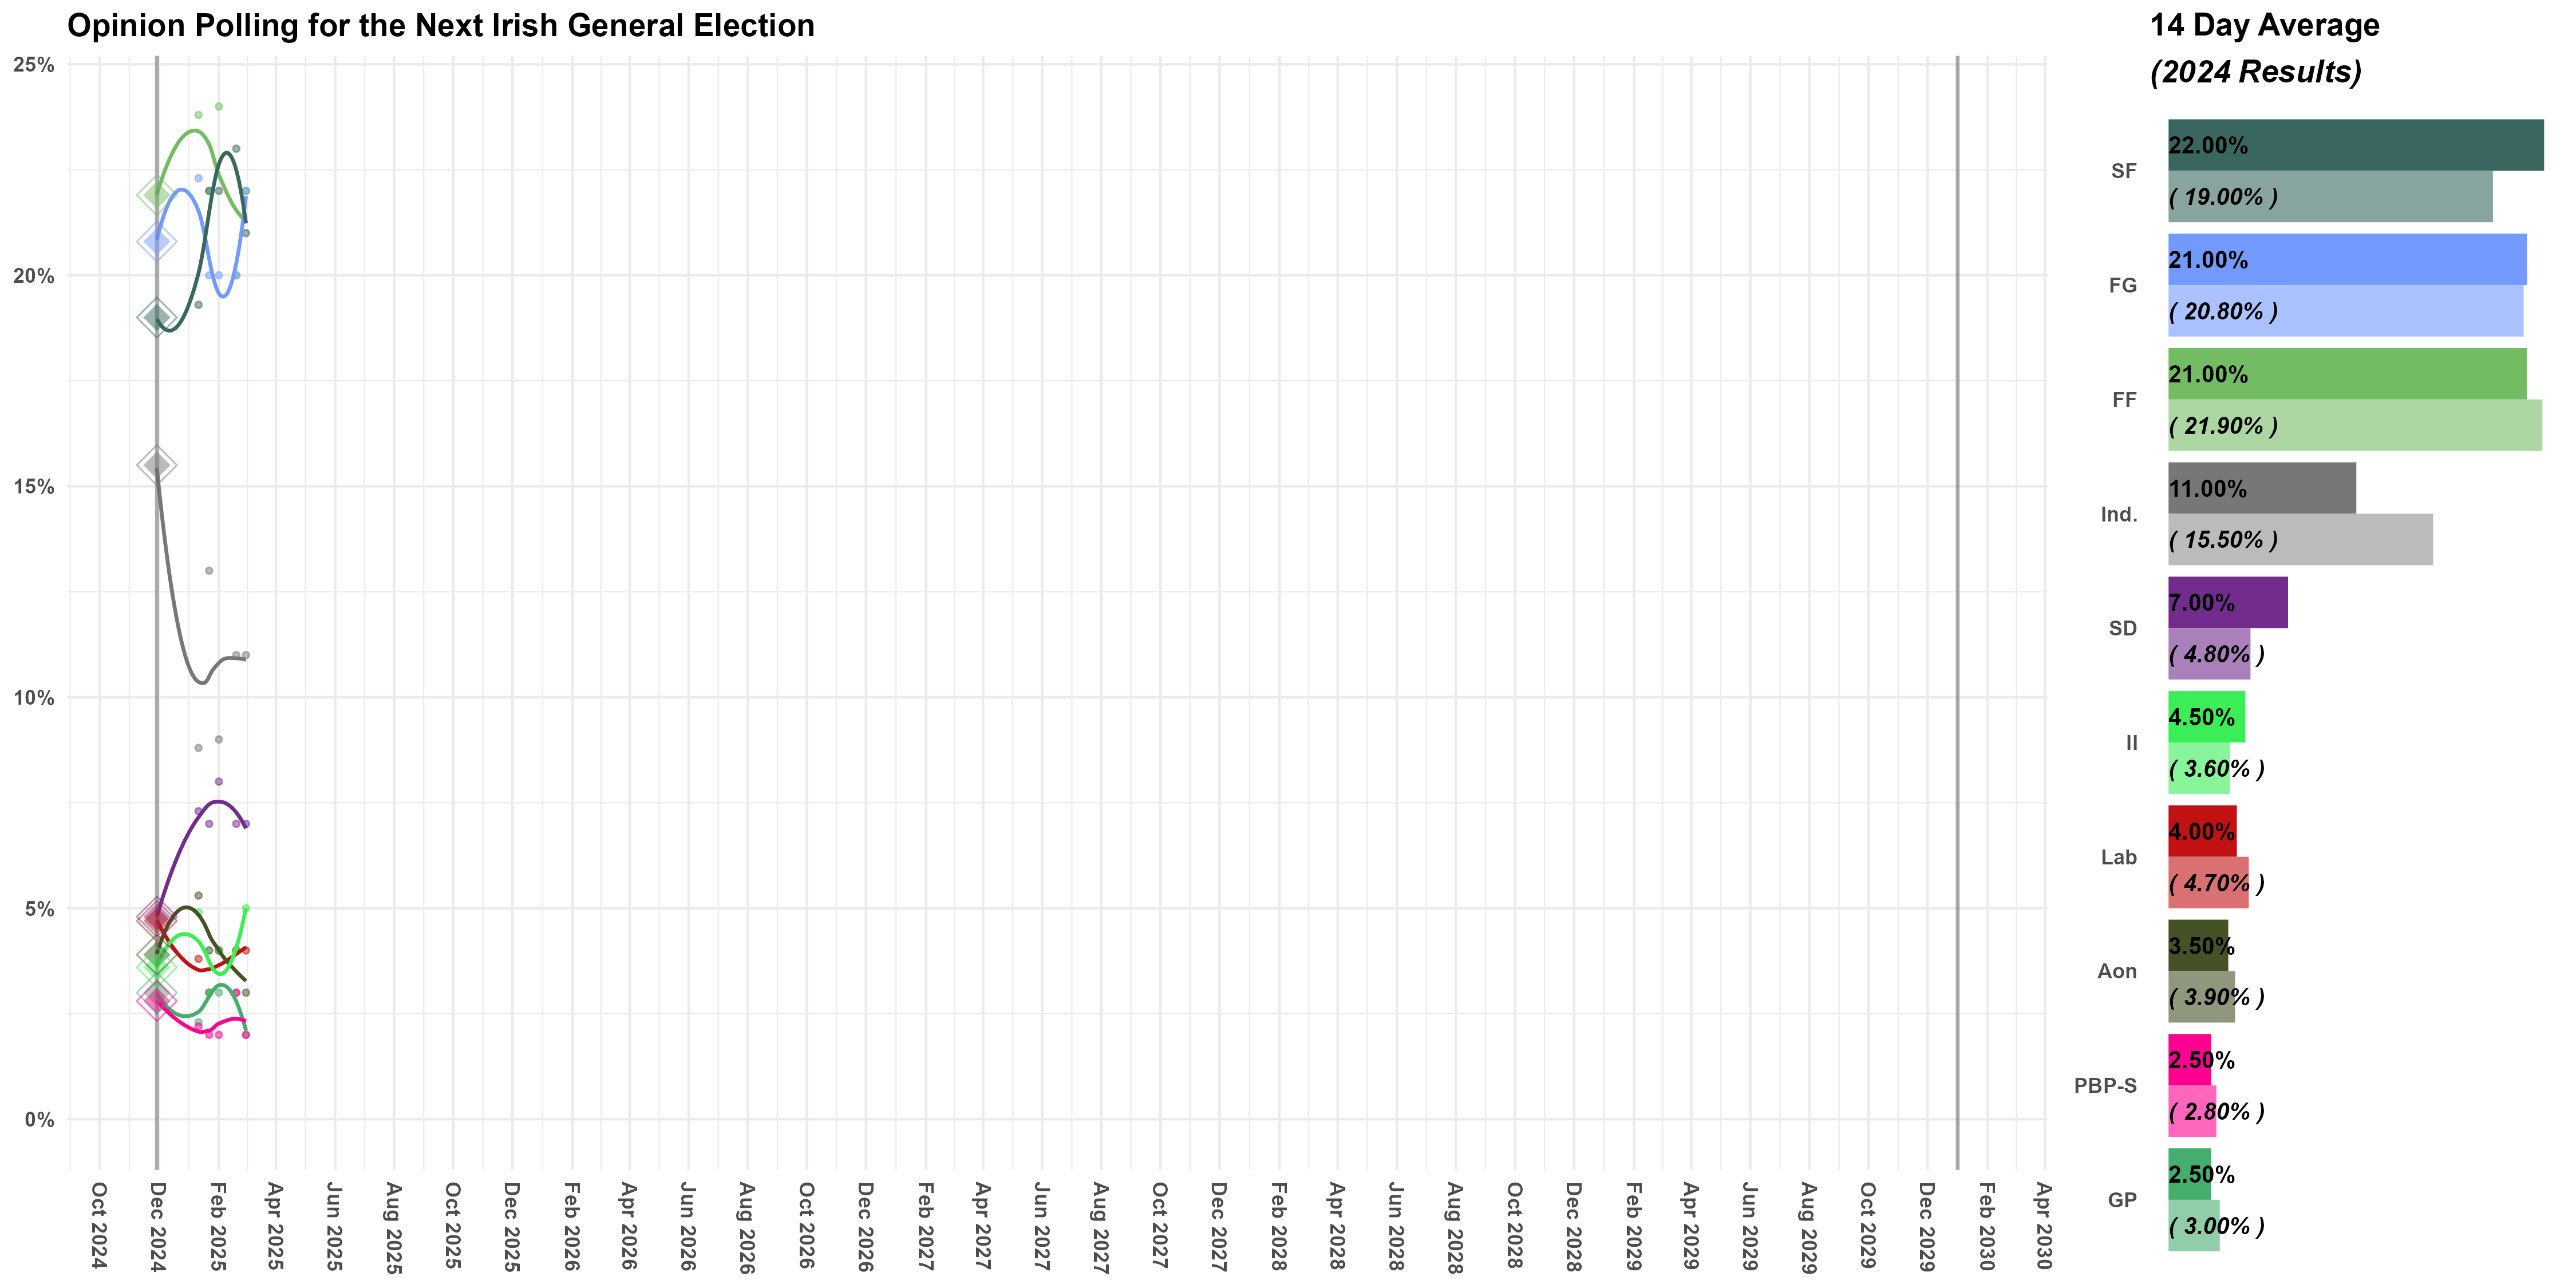 Opinion Polling for the Next Irish General Election
25%
20%
15%
10%
5%
0%
Oct 2024
Dec 2024
Feb 2025
Apr 2025
Jun 2025
Aug 2025
Oct 2025
Dec 2025
Feb 2026
Apr 2026
Jun 2026
Aug 2026
Oct 2026
Dec 2026
Feb 2027
Apr 2027
Jun 2027
Aug 2027
Oct 2027
Dec 2027
Feb 2028
Apr 2028
Jun 2028
Aug 2028
Oct 2028
Dec 2028
Feb 2029
Apr 2029
Jun 2029
Aug 2029
Oct 2029
Dec 2029
Feb 2030
Apr 2030
14 Day Average
(2024 Results)
SF
22.00%
( 19.00% )
FG
21.00%
( 20.80% )
FF
21.00%
( 21.90% )
Ind.
11.00%
( 15.50% )
SD
7.00%
( 4.80% )
II
4.50%
( 3.60% )
Lab
4.00%
( 4.70% )
Aon
3.50%
( 3.90% )
PBP-S
2.50%
( 2.80% )
GP
2.50%
( 3.00% )